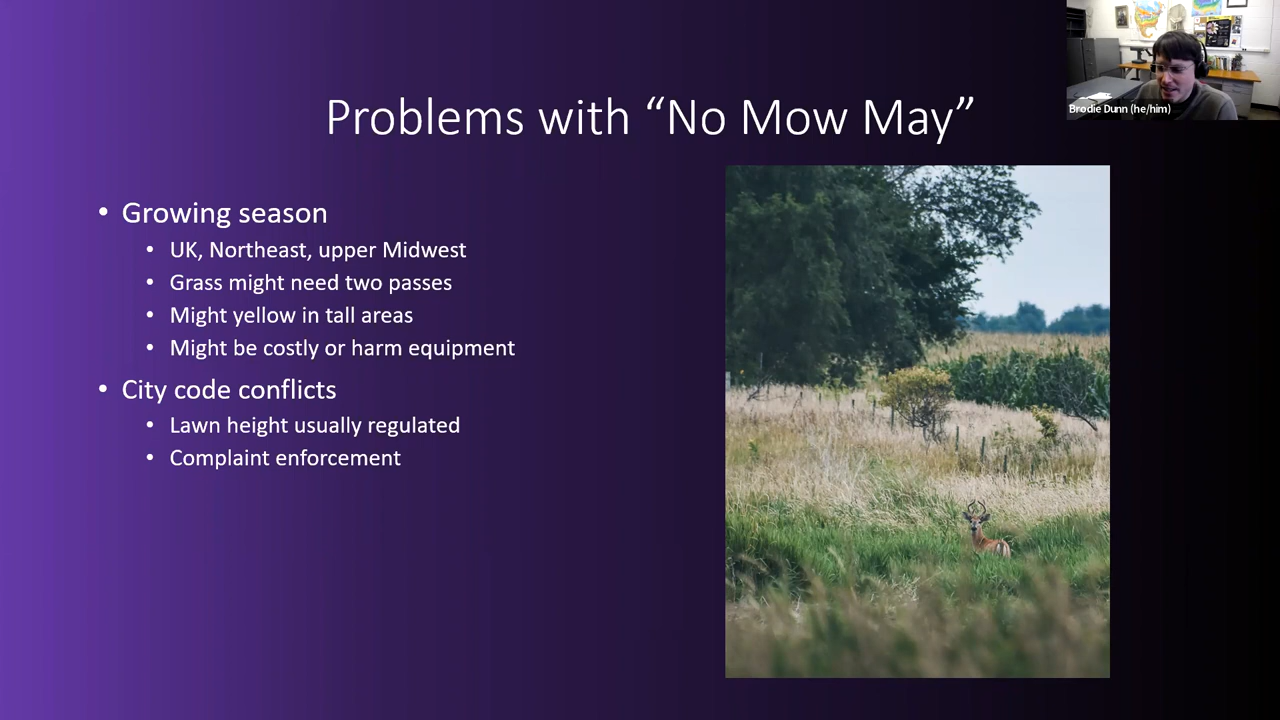 Problems with “No Mow May”
Brodie Dunn (he/him)
• Growing season
• UK, Northeast, upper Midwest
• Grass might need two passes
• Might yellow in tall areas
• Might be costly or harm equipment
• City code conflicts
• Lawn height usually regulated
• Complaint enforcement